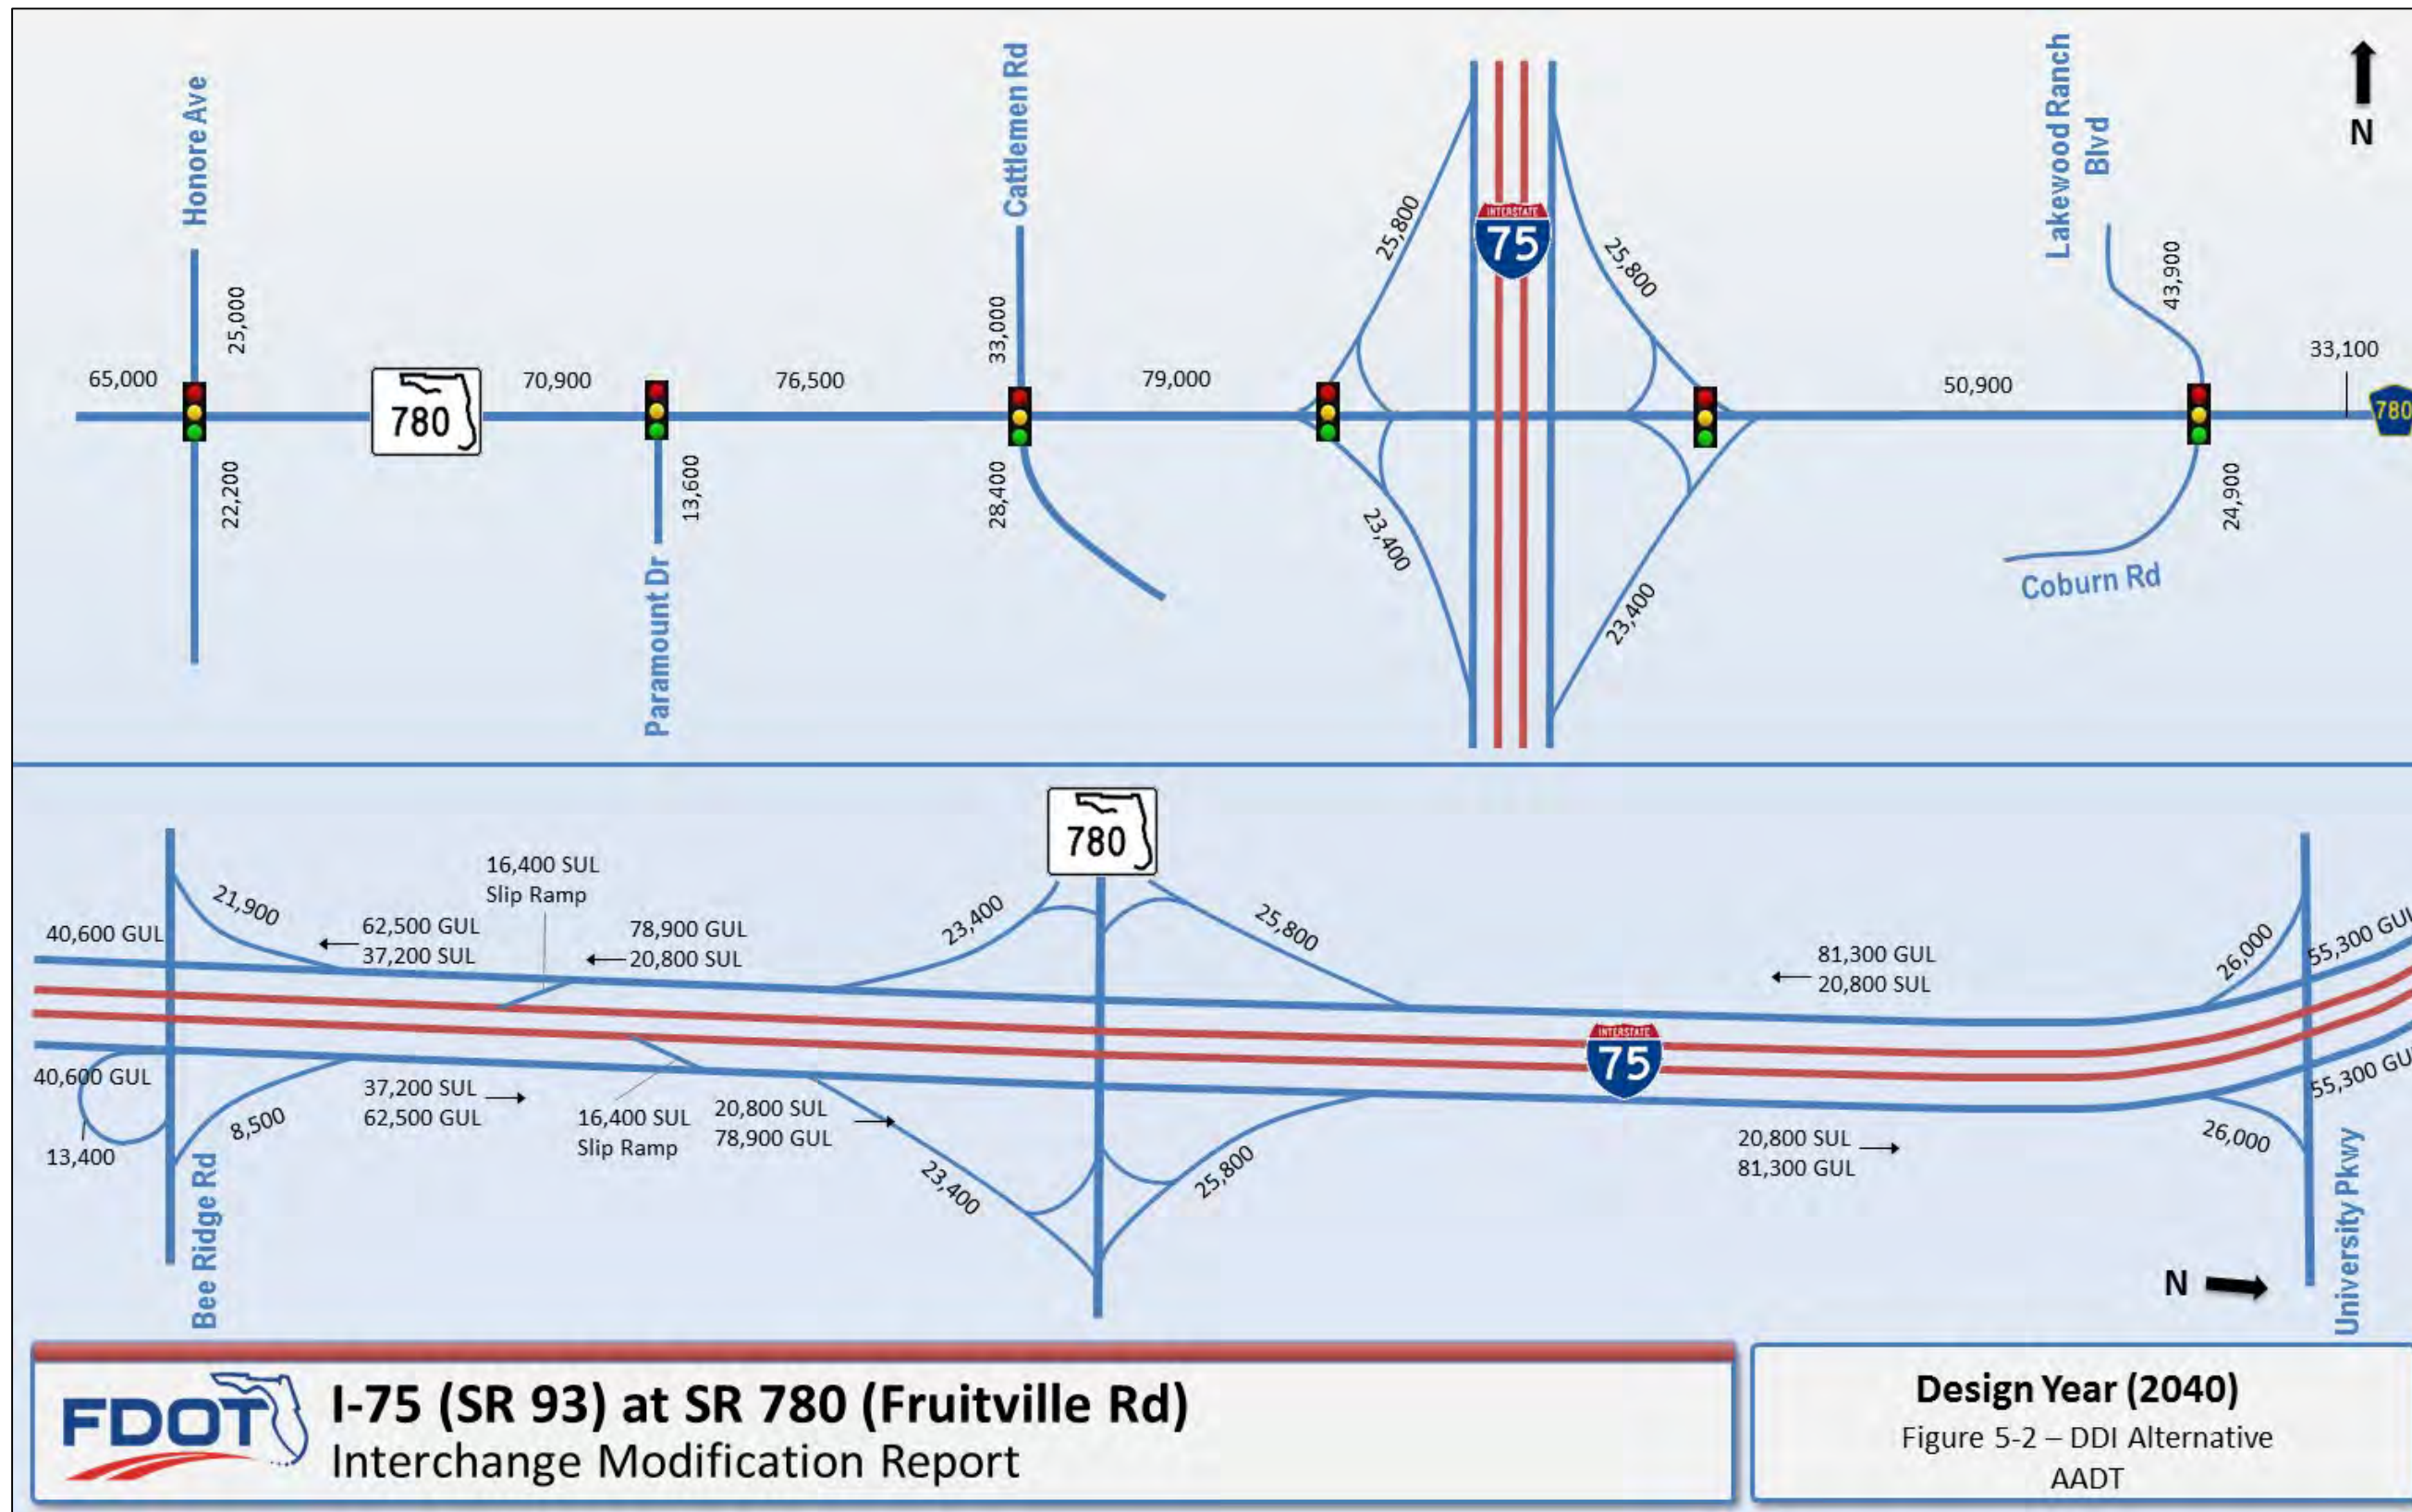 Honore Ave
Cattlemen Rd
Lakewood Ranch
Blvd
N
25,800
INTERSTATE
75
25,800
43,900
25,000
33,000
65,000
780
70,900
76,500
79,000
50,900
33,100
780
22,200
13,600
28,400
23,400
23,400
24,900
Coburn Rd
Paramount Dr
780
16,400 SUL
Slip Ramp
21,900
40,600 GUL
62,500 GUL
37,200 SUL
78,900 GUL
20,800 SUL
23,400
25,800
81,300 GUL
20,800 SUL
26,000
55,300 GUL
INTERSTATE
75
40,600 GUL
13,400
8,500
37,200 SUL
62,500 GUL
16,400 SUL
Slip Ramp
20,800 SUL
78,900 GUL
23,400
25,800
20,800 SUL
81,300 GUL
26,000
55,300 GU
Bee Ridge Rd
University Pkwy
N
FDOT
I-75 (SR 93) at SR 780 (Fruitville Rd)
Interchange Modification Report
Design Year (2040)
Figure 5-2 – DDI Alternative
AADT